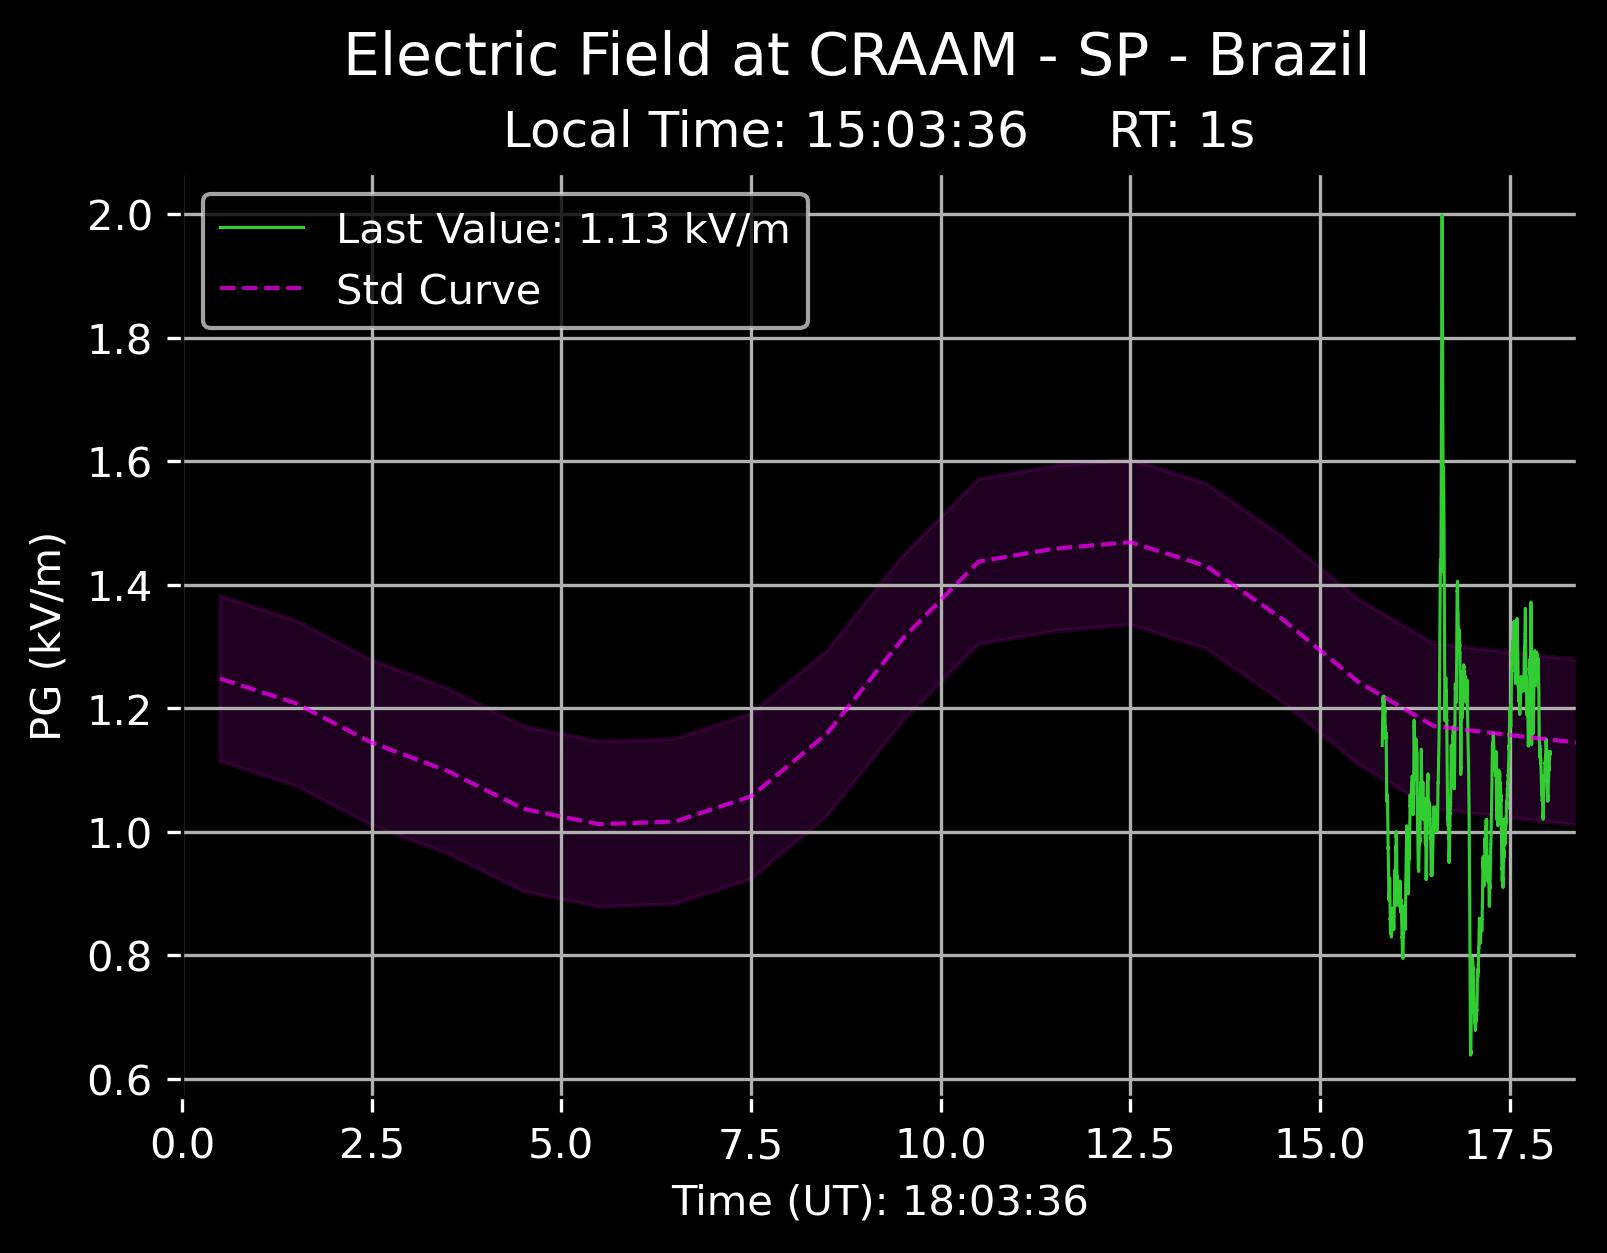 Electric Field at CRAAM - SP - Brazil
Local Time: 15:03:36 RT: 1s
Last Value: 1.13 kV/m
Std Curve
PG (kV/m)
2.0
1.8
1.6
1.4
1.2
1.0
0.8
0.6
0.0 2.5 5.0 7.5 10.0 12.5 15.0 17.5
Time (UT): 18:03:36